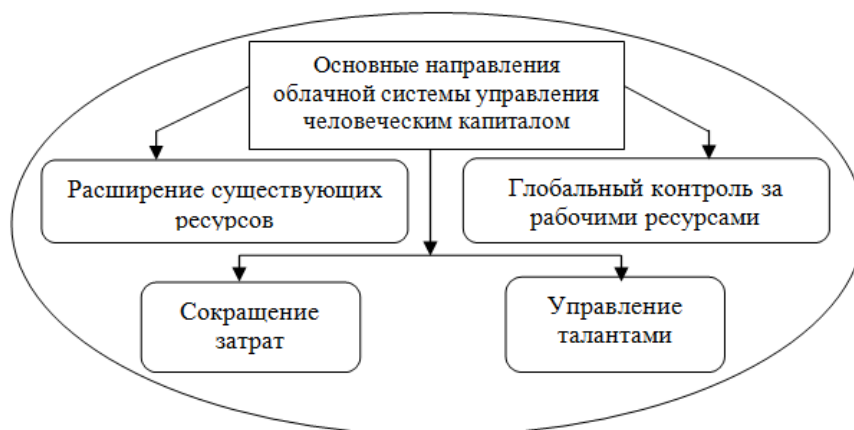 Основные направления
облачной системы управления
человеческим капиталом
Расширение существующих
ресурсов
Глобальный контроль за
рабочими ресурсами
Сокращение
затрат
Управление
талантами